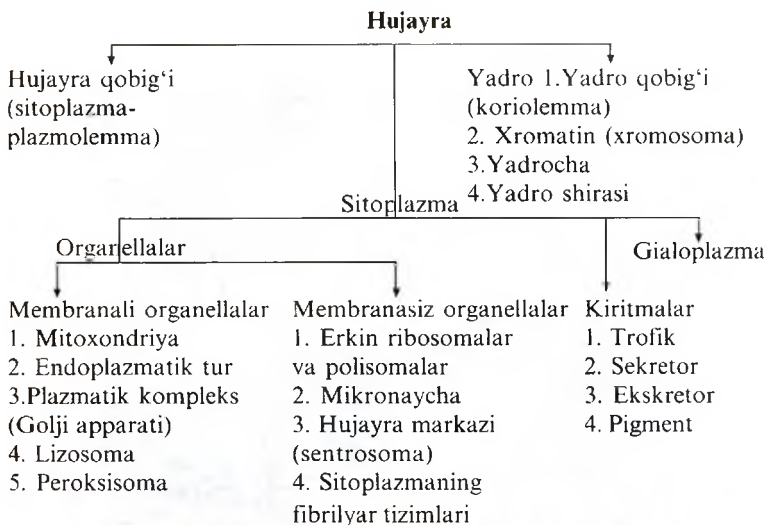 Hujayra
Hujayra qobig‘i
(sitoplazma-
plazmolemma)
Yadro 1.Yadro qobig‘i
(koriolemma)
2. Xromatin (xromosoma)
3.Yadrocha
4.Yadro shirasi
Sitoplazma
Organellalar
Gialoplazma
Membranali organellalar
1. Mitoxondriya
2. Endoplazmatik tur
3.Plazmatik kompleks
(Golji apparati)
4. Lizosoma
5. Peroksisoma
Membranasiz organellalar
1. Erkin ribosomalar
va polisomalar
2. Mikronaycha
3. Hujayra markazi
(sentrosoma)
4. Sitoplazmaning
fibrilyar tizimlari
Kiritmalar
1. Trofik
2. Sekretor
3. Ekskretor
4. Pigment